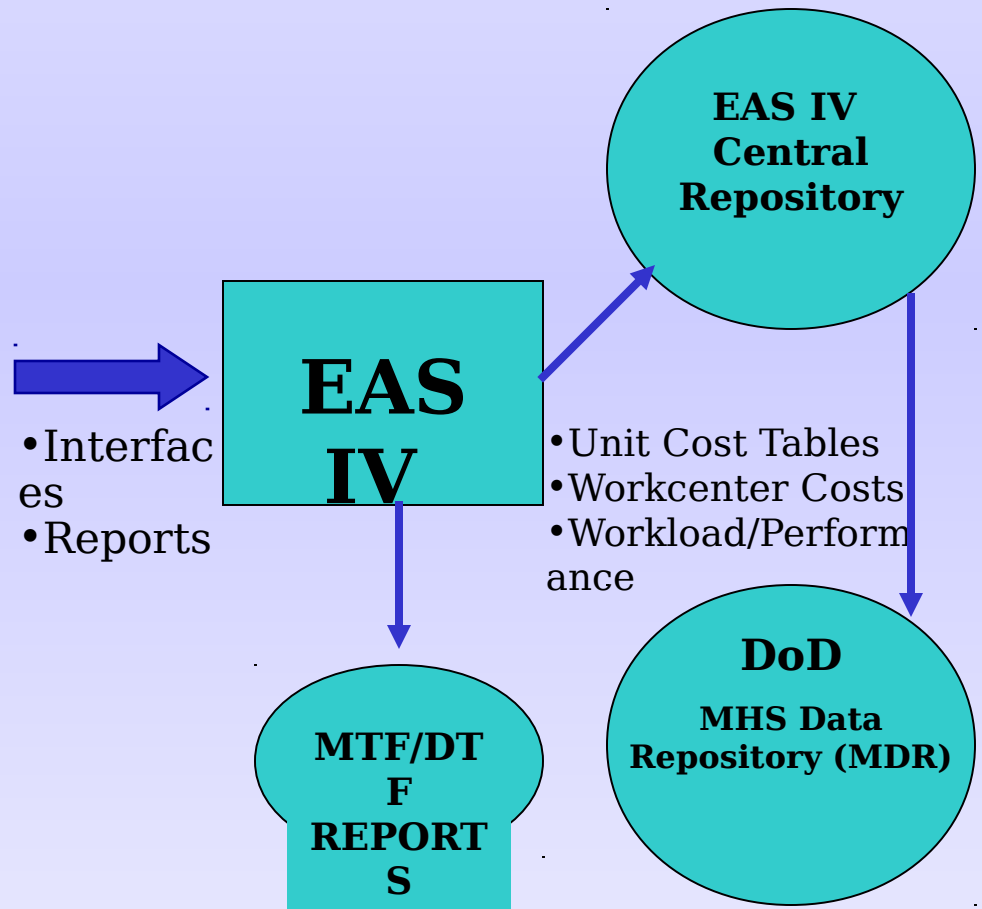 EAS IV
Central
Repository
EAS
IV
•Interfac
es
•Reports
•Unit Cost Tables
•Workcenter Costs
•Workload/Perform
ance
DoD
MHS Data
Repository (MDR)
MTF/DT
F
REPORT
S